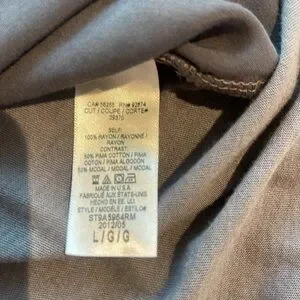 CA# 56255 RN# 92874
CUT / COUPE / CORTE#
29370
SELF:
100% RAYON / RAYONNE /
RAYON
CONTRAST:
50% PIMA COTTON / PIMA
COTON / PIMA ALGODON
50% MODAL / MODAL / MODAL
MADE IN U.S.A.
FABRIQUÉ AUX ÉTATS-UNIS
HECHO EN EE. UU.
STYLE / MODÈLE / ESTILO#
ST9A5964RM
2012/05
L/G/G